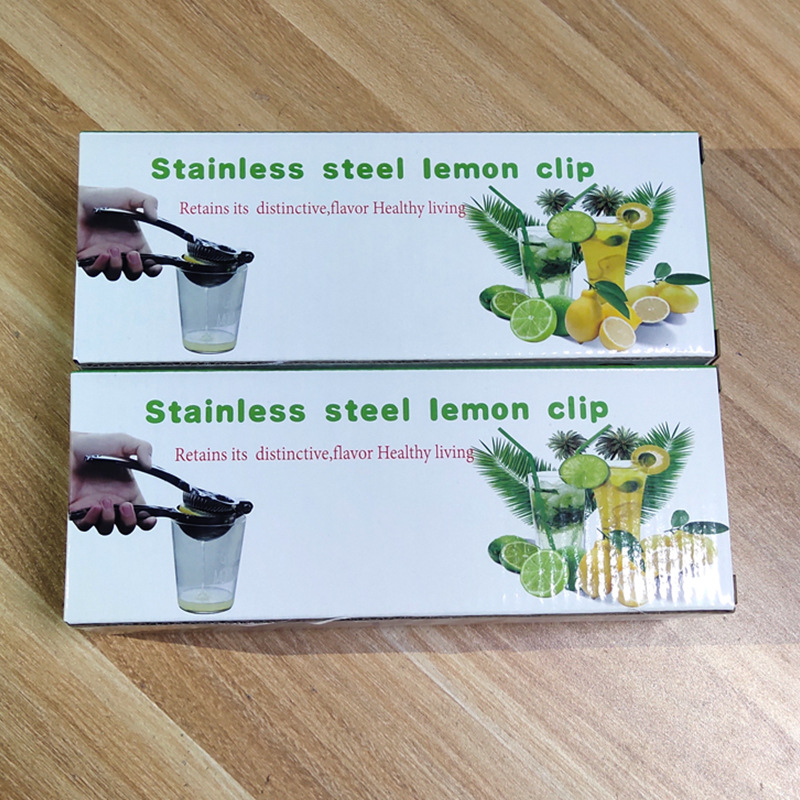 Stainless steel lemon clip
Retains its distinctive,flavor Healthy living
Stainless steel lemon clip
Retains its distinctive,flavor Healthy living